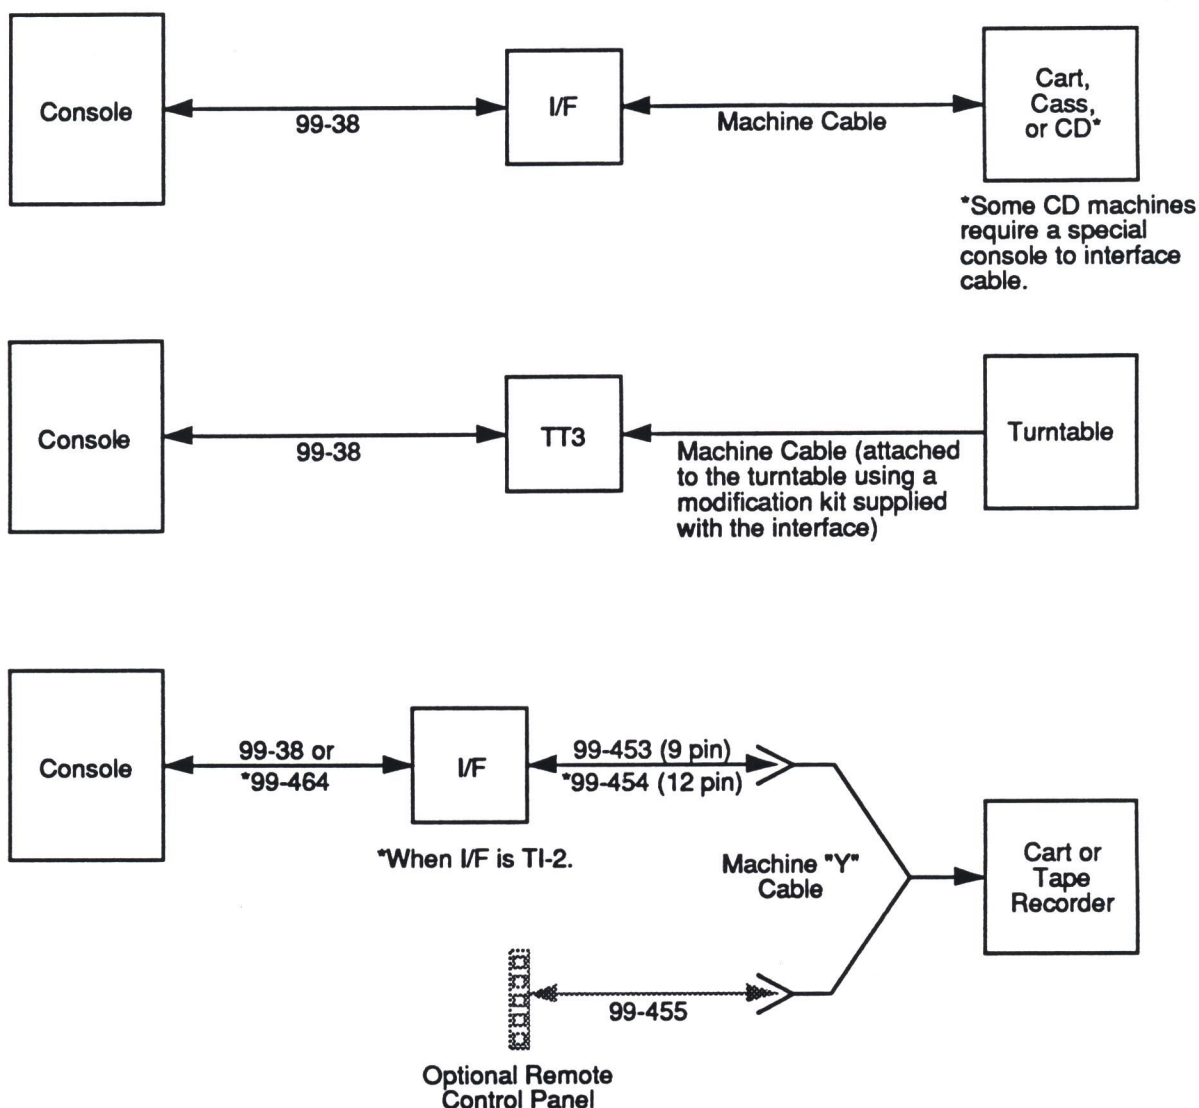 Console
99-38
I/F
Machine Cable
Cart,
Cass,
or CD*
*Some CD machines
require a special
console to interface
cable.
Console
99-38
TT3
Machine Cable (attached
to the turntable using a
modification kit supplied
with the interface)
Turntable
Console
99-38 or
*99-464
I/F
*When I/F is TI-2.
99-453 (9 pin)
*99-454 (12 pin)
Machine "Y"
Cable
Cart or
Tape
Recorder
99-455
Optional Remote
Control Panel